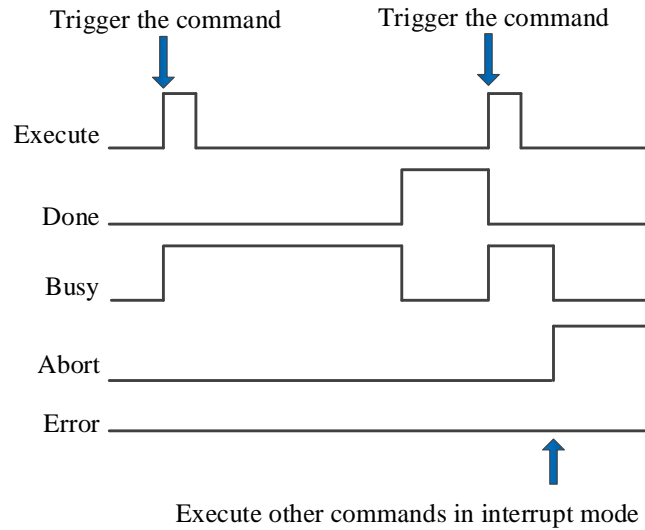 Trigger the command
Trigger the command
Execute
Done
Busy
Abort
Error
Execute other commands in interrupt mode